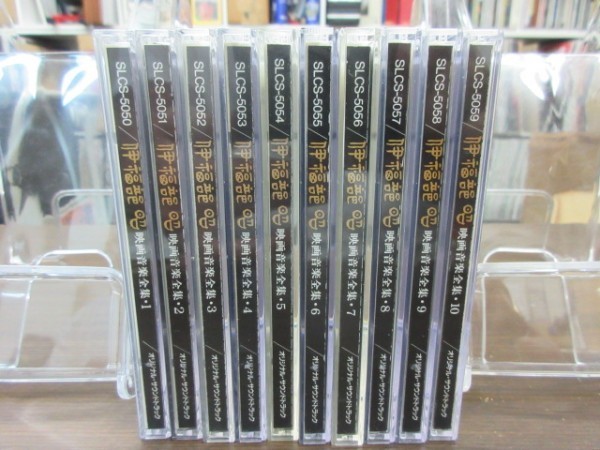 SLCS-5050/伊福部 昭 映画音楽全集・1 オリジナル・サウンドトラック
SLCS-5051/伊福部 昭 映画音楽全集・2 オリジナル・サウンドトラック
SLCS-5052/伊福部 昭 映画音楽全集・3 オリジナル・サウンドトラック
SLCS-5053/伊福部 昭 映画音楽全集・4 オリジナル・サウンドトラック
SLCS-5054/伊福部 昭 映画音楽全集・5 オリジナル・サウンドトラック
SLCS-5055/伊福部 昭 映画音楽全集・6 オリジナル・サウンドトラック
SLCS-5056/伊福部 昭 映画音楽全集・7 オリジナル・サウンドトラック
SLCS-5057/伊福部 昭 映画音楽全集・8 オリジナル・サウンドトラック
SLCS-5058/伊福部 昭 映画音楽全集・9 オリジナル・サウンドトラック
SLCS-5059/伊福部 昭 映画音楽全集・10 オリジナル・サウンドトラック